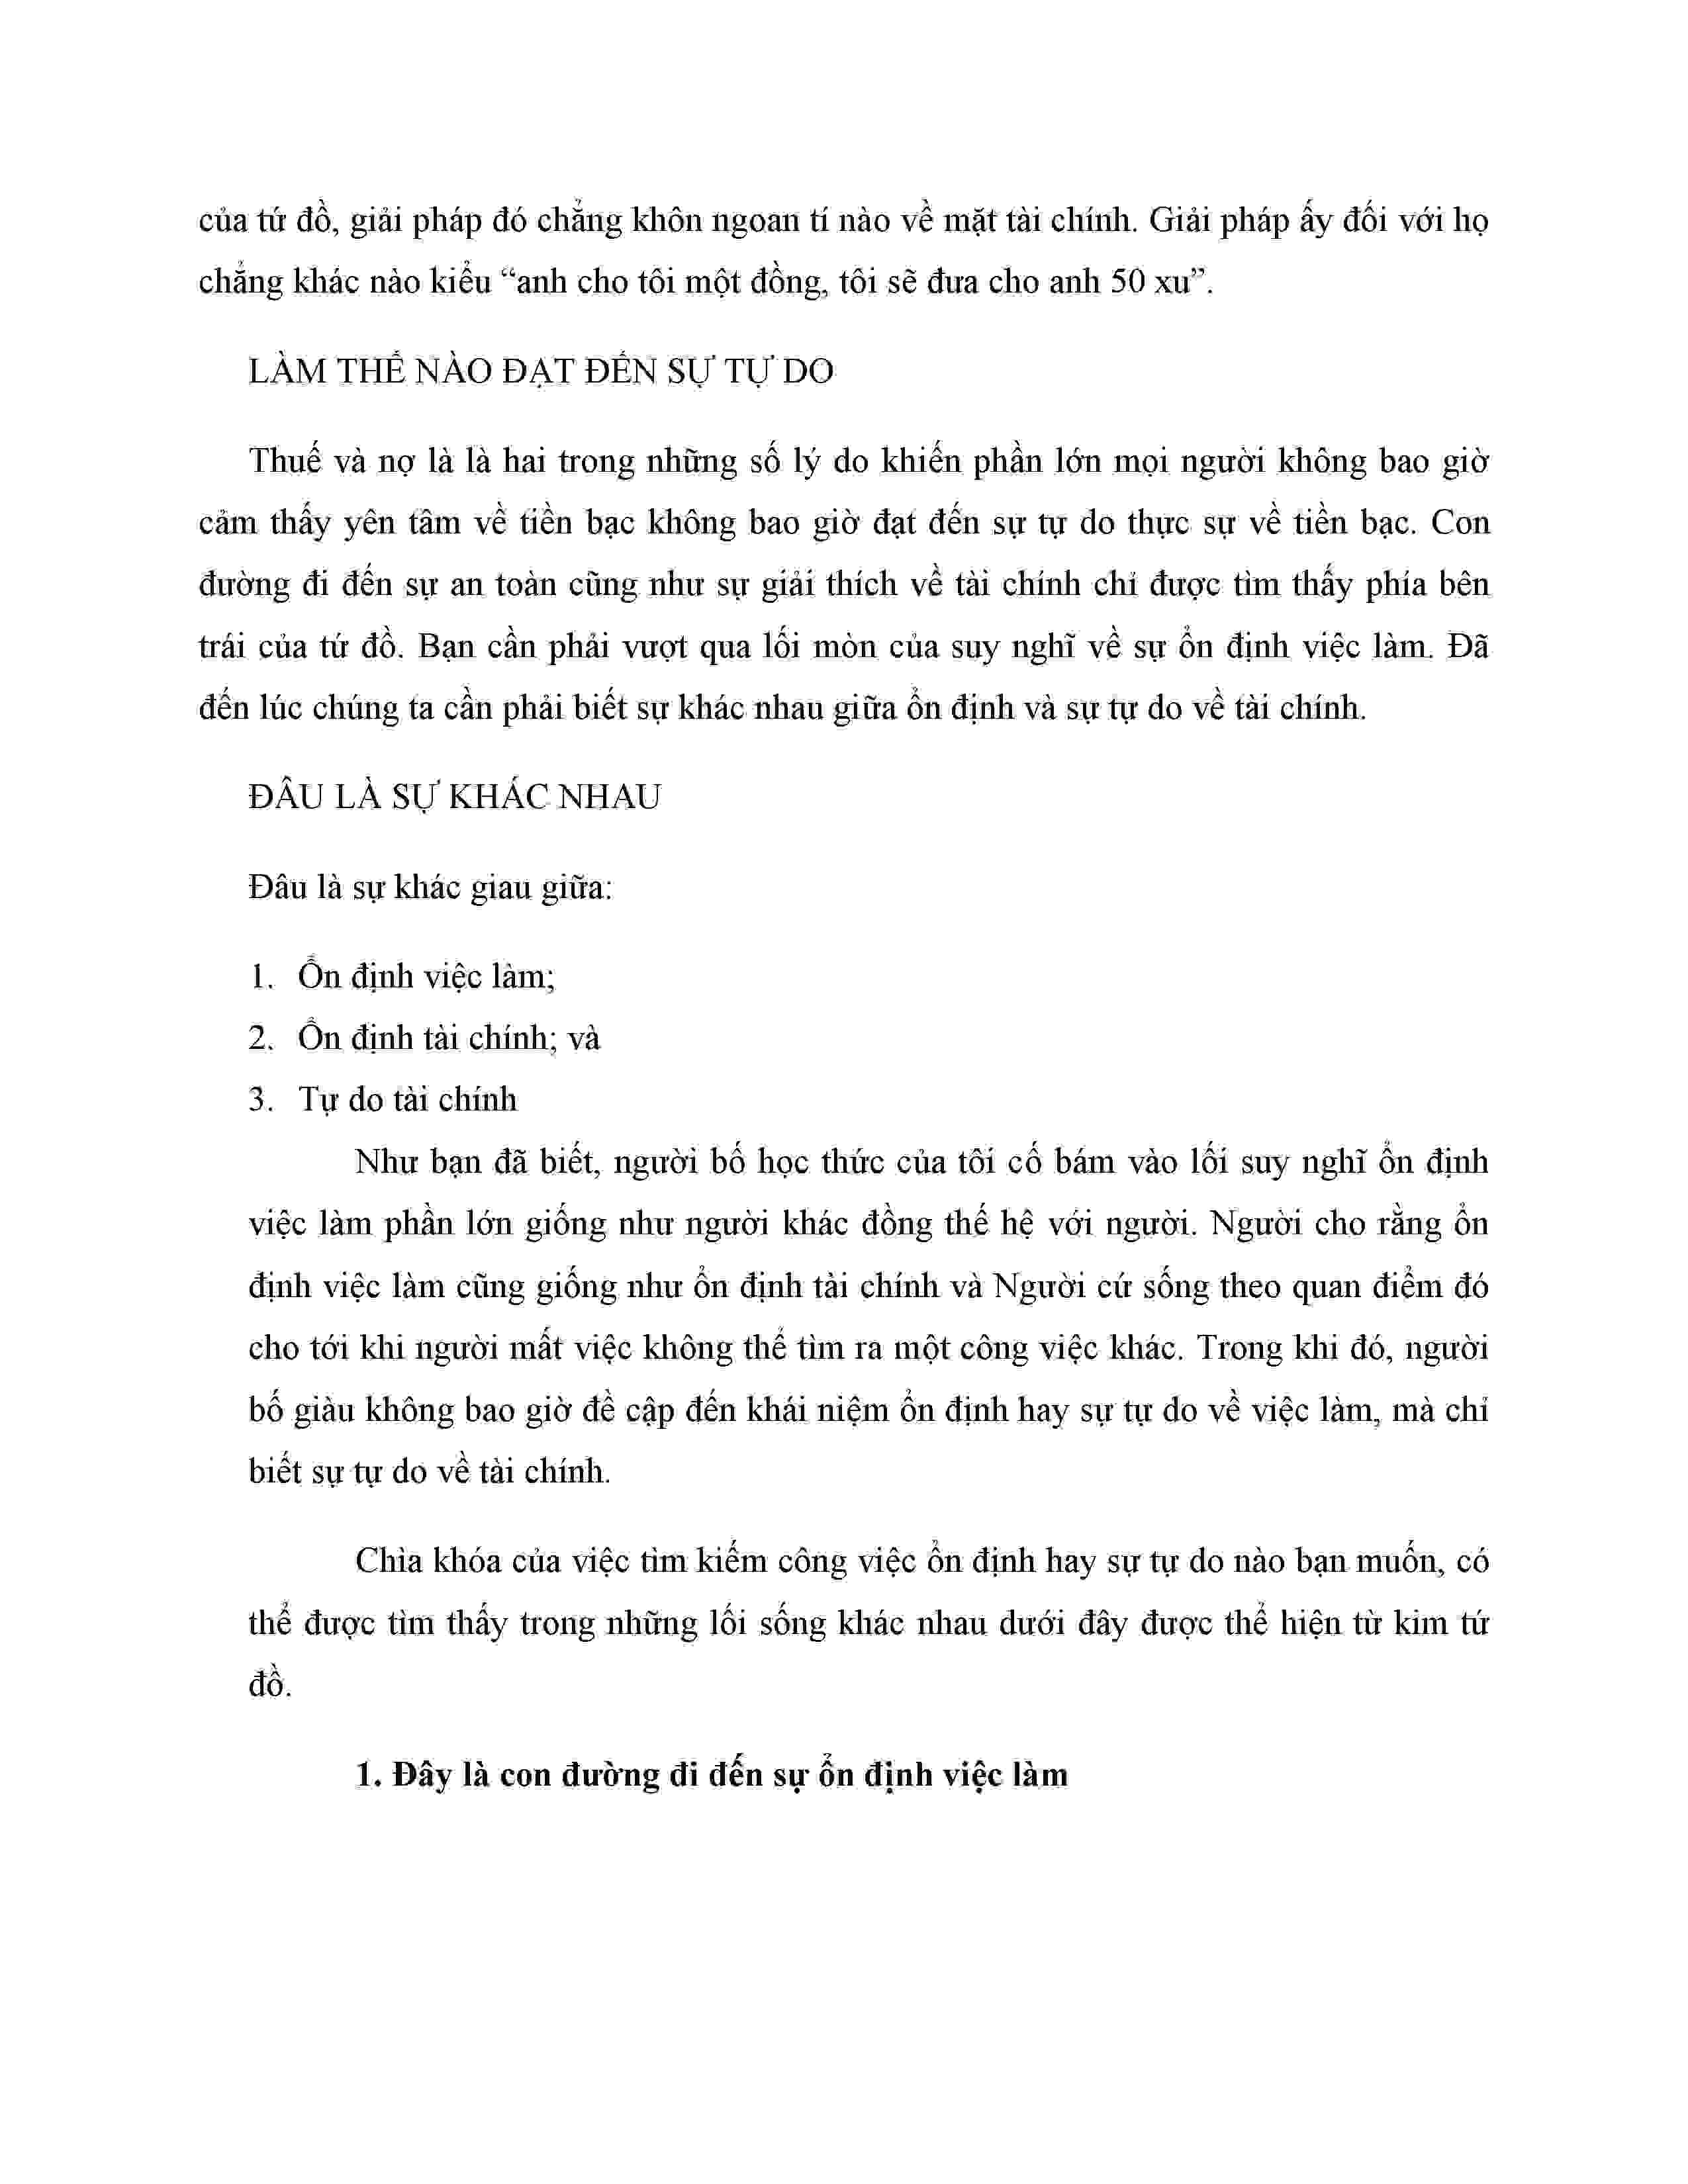 của tứ đồ, giải pháp đó chẳng khôn ngoan tí nào về mặt tài chính. Giải pháp ấy đối với họ
chẳng khác nào kiểu “anh cho tôi một đồng, tôi sẽ đưa cho anh 50 xu”.
LÀM THẾ NÀO ĐẠT ĐẾN SỰ TỰ DO
Thuế và nợ là là hai trong những số lý do khiến phần lớn mọi người không bao giờ
cảm thấy yên tâm về tiền bạc không bao giờ đạt đến sự tự do thực sự về tiền bạc. Con
đường đi đến sự an toàn cũng như sự giải thích về tài chính chỉ được tìm thấy phía bên
trái của tứ đồ. Bạn cần phải vượt qua lối mòn của suy nghĩ về sự ổn định việc làm. Đã
đến lúc chúng ta cần phải biết sự khác nhau giữa ổn định và sự tự do về tài chính.
ĐÂU LÀ SỰ KHÁC NHAU
Đâu là sự khác giau giữa:
1. Ổn định việc làm;
2. Ổn định tài chính; và
3. Tự do tài chính
Như bạn đã biết, người bố học thức của tôi cố bám vào lối suy nghĩ ổn định
việc làm phần lớn giống như người khác đồng thế hệ với người. Người cho rằng ổn
định việc làm cũng giống như ổn định tài chính và Người cứ sống theo quan điểm đó
cho tới khi người mất việc không thể tìm ra một công việc khác. Trong khi đó, người
bố giàu không bao giờ đề cập đến khái niệm ổn định hay sự tự do về việc làm, mà chỉ
biết sự tự do về tài chính.
Chìa khóa của việc tìm kiếm công việc ổn định hay sự tự do nào bạn muốn, có
thể được tìm thấy trong những lối sống khác nhau dưới đây được thể hiện từ kim tứ
đồ.
1. Đây là con đường đi đến sự ổn định việc làm